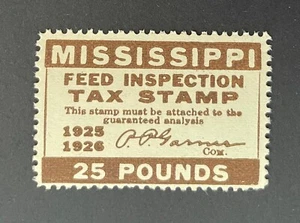 MISSISSIPPI
FEED INSPECTION
TAX STAMP
This stamp must be attached to the
guaranteed analysis
1925
1926 P.P. Garner
Com.
25 POUNDS